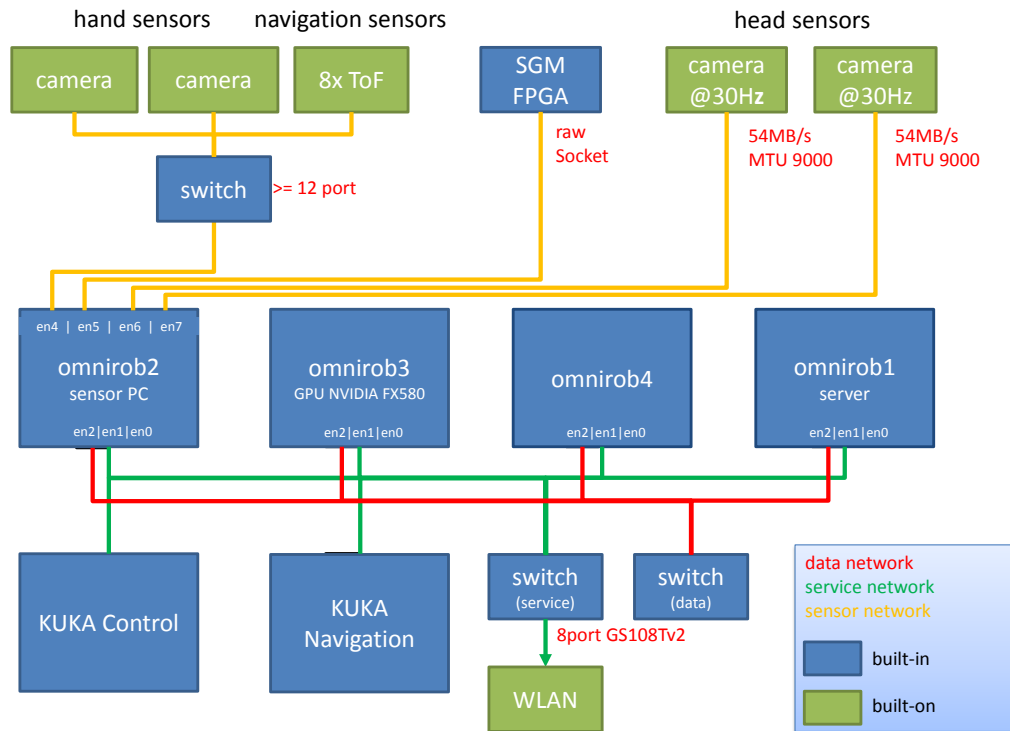 hand sensors
navigation sensors
head sensors
camera
camera
8x ToF
SGM
FPGA
camera
@30Hz
camera
@30Hz
raw
Socket
54MB/s
MTU 9000
54MB/s
MTU 9000
switch
>= 12 port
en4 | en5 | en6 | en7
omnirob2
sensor PC
en2|en1|en0
omnirob3
GPU NVIDIA FX580
en2|en1|en0
omnirob4
en2|en1|en0
omnirob1
server
en2|en1|en0
KUKA Control
KUKA
Navigation
switch
(service)
switch
(data)
8port GS108Tv2
WLAN
data network
service network
sensor network
built-in
built-on